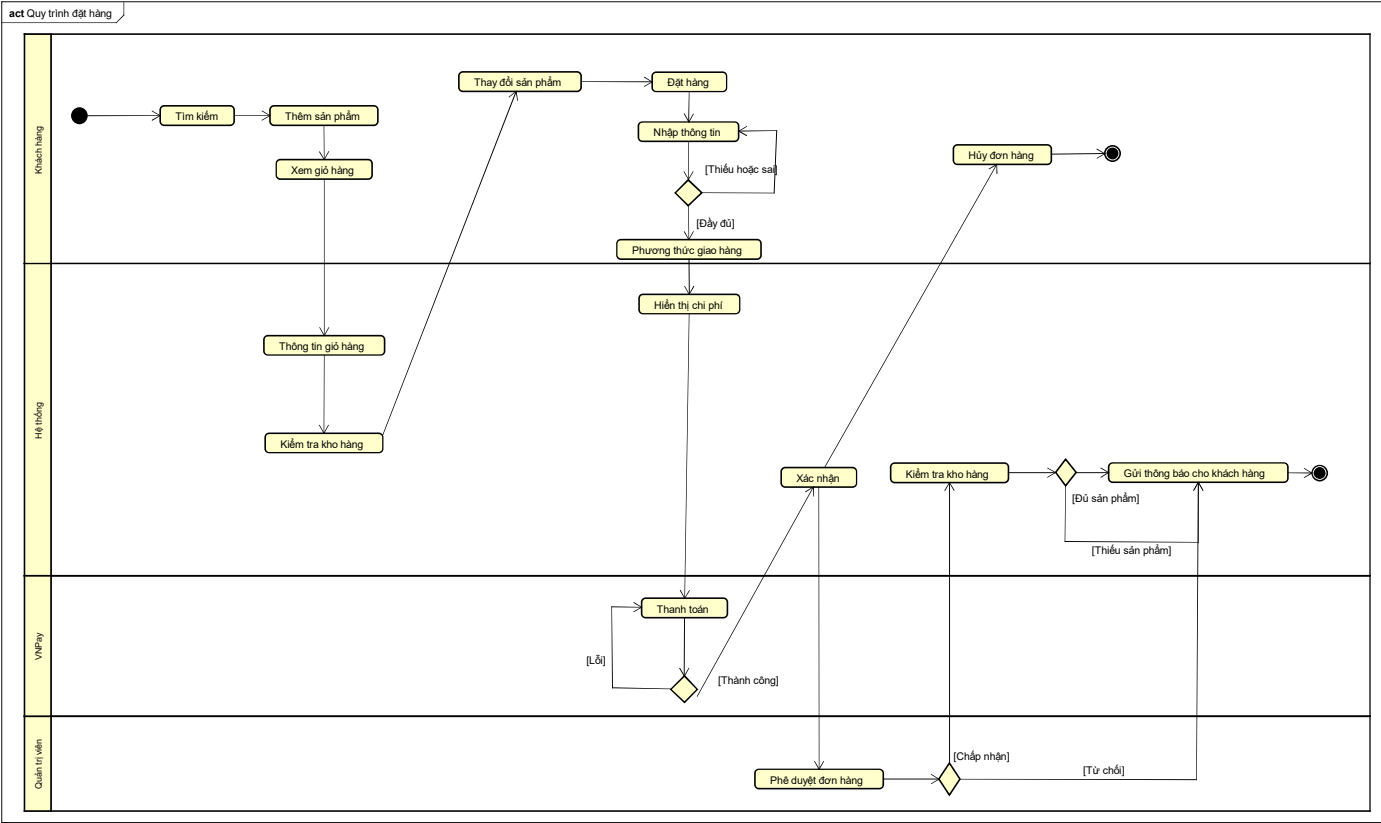 act Quy trình đặt hàng
Khách hàng
Tìm kiếm
Thêm sản phẩm
Xem giỏ hàng
Thay đổi sản phẩm
Đặt hàng
Nhập thông tin
[Thiếu hoặc sai]
[Đầy đủ]
Phương thức giao hàng
Hủy đơn hàng
Hệ thống
Hiển thị chi phí
Thông tin giỏ hàng
Kiểm tra kho hàng
Xác nhận
Kiểm tra kho hàng
Gửi thông báo cho khách hàng
[Đủ sản phẩm]
[Thiếu sản phẩm]
VNPay
Thanh toán
[Lỗi]
[Thành công]
Quản trị viên
Phê duyệt đơn hàng
[Chấp nhận]
[Từ chối]